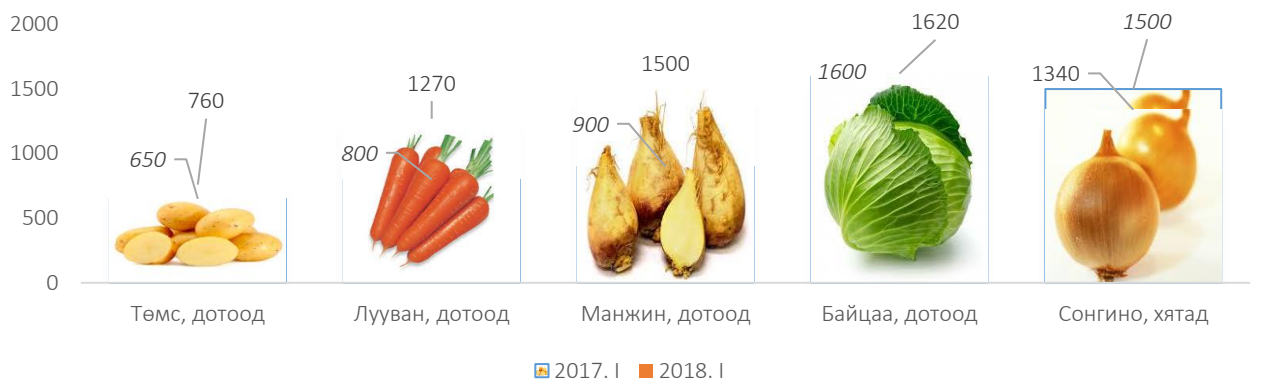 2000
1500
1000
500
0
760
650
1270
800
1500
900
1620
1600
1500
1340
Төмс, дотоод
Лууван, дотоод
Манжин, дотоод
Байцаа, дотоод
Сонгино, хятад
2017. I
2018. I